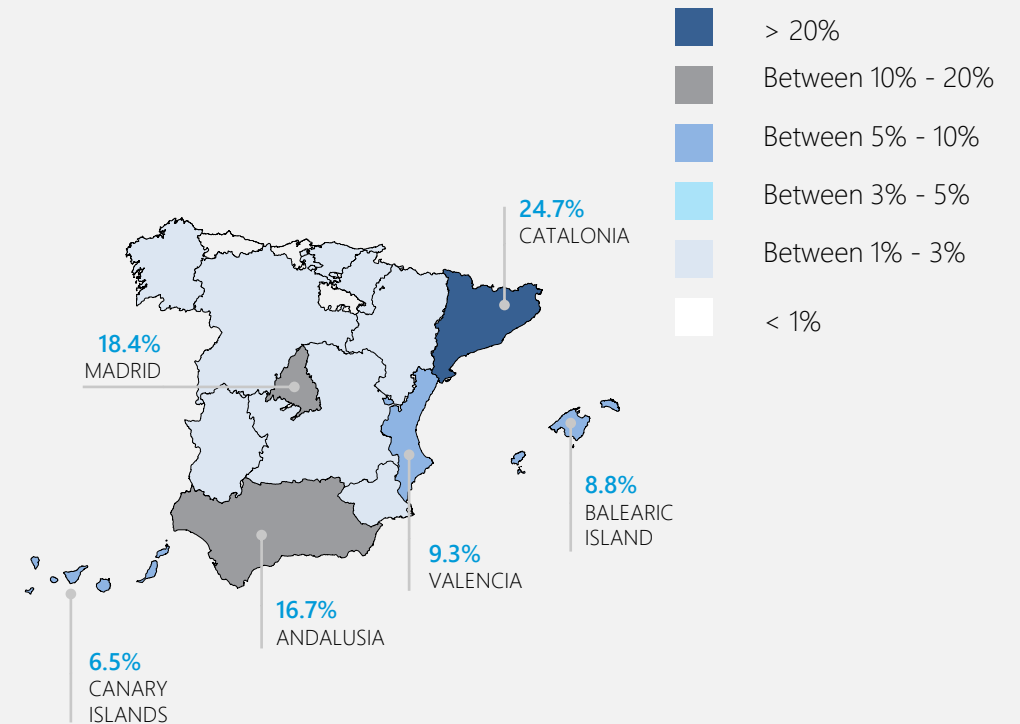 > 20%
Between 10% - 20%
Between 5% - 10%
Between 3% - 5%
Between 1% - 3%
< 1%
24.7%
CATALONIA
18.4%
MADRID
8.8%
BALEARIC
ISLAND
9.3%
VALENCIA
16.7%
ANDALUSIA
6.5%
CANARY
ISLANDS